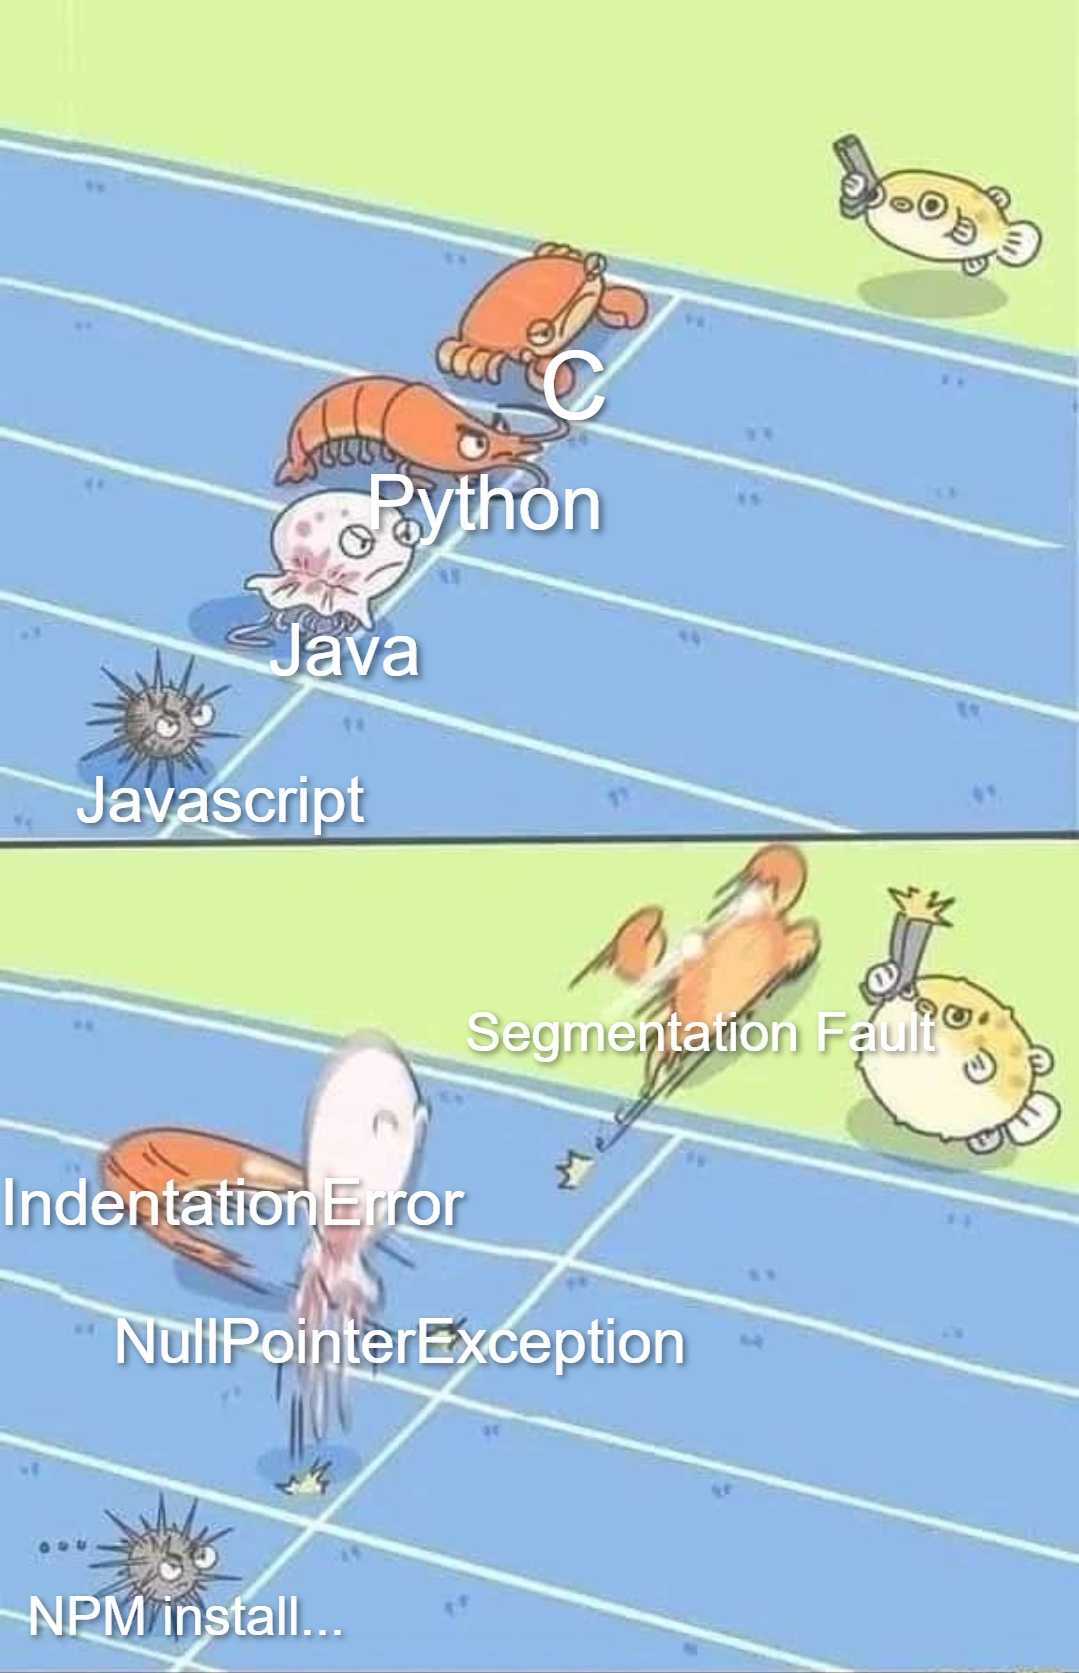 C
Python
Java
Javascript
Segmentation Fault
IndentationError
NullPointerException
NPM install...